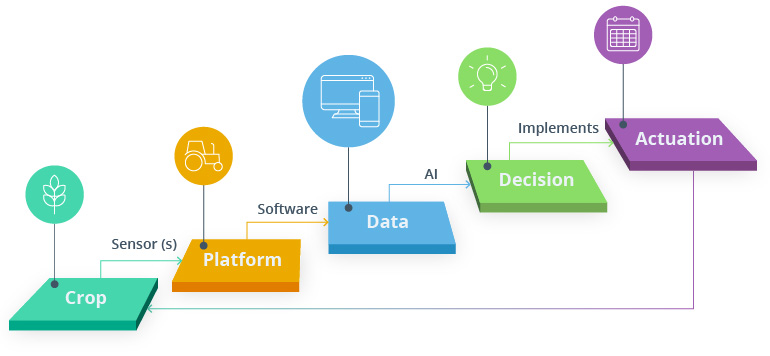 Crop
Sensor (s)
Platform
Software
Data
AI
Decision
Implements
Actuation